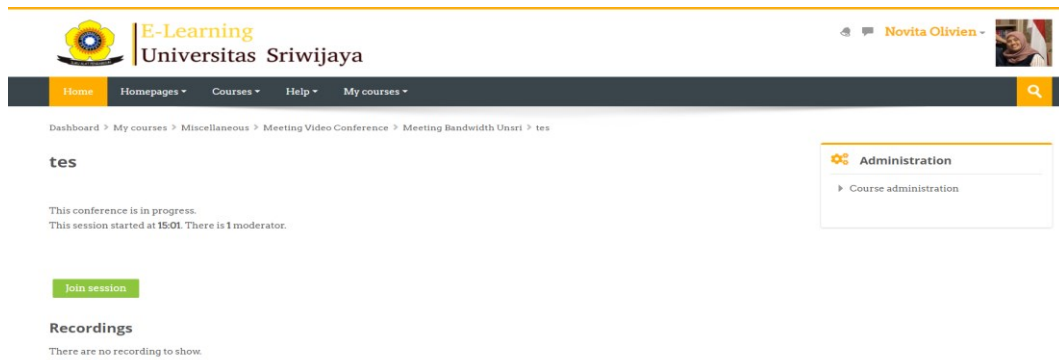 E-Learning
Universitas Sriwijaya
Novita Olivien
Home Homepages Courses Help My courses
Dashboard > My courses > Miscellaneous > Meeting Video Conference > Meeting Bandwidth Unsri > tes
tes
This conference is in progress.
This session started at 15:01. There is 1 moderator.
Join session
Recordings
There are no recording to show.
Administration
Course administration